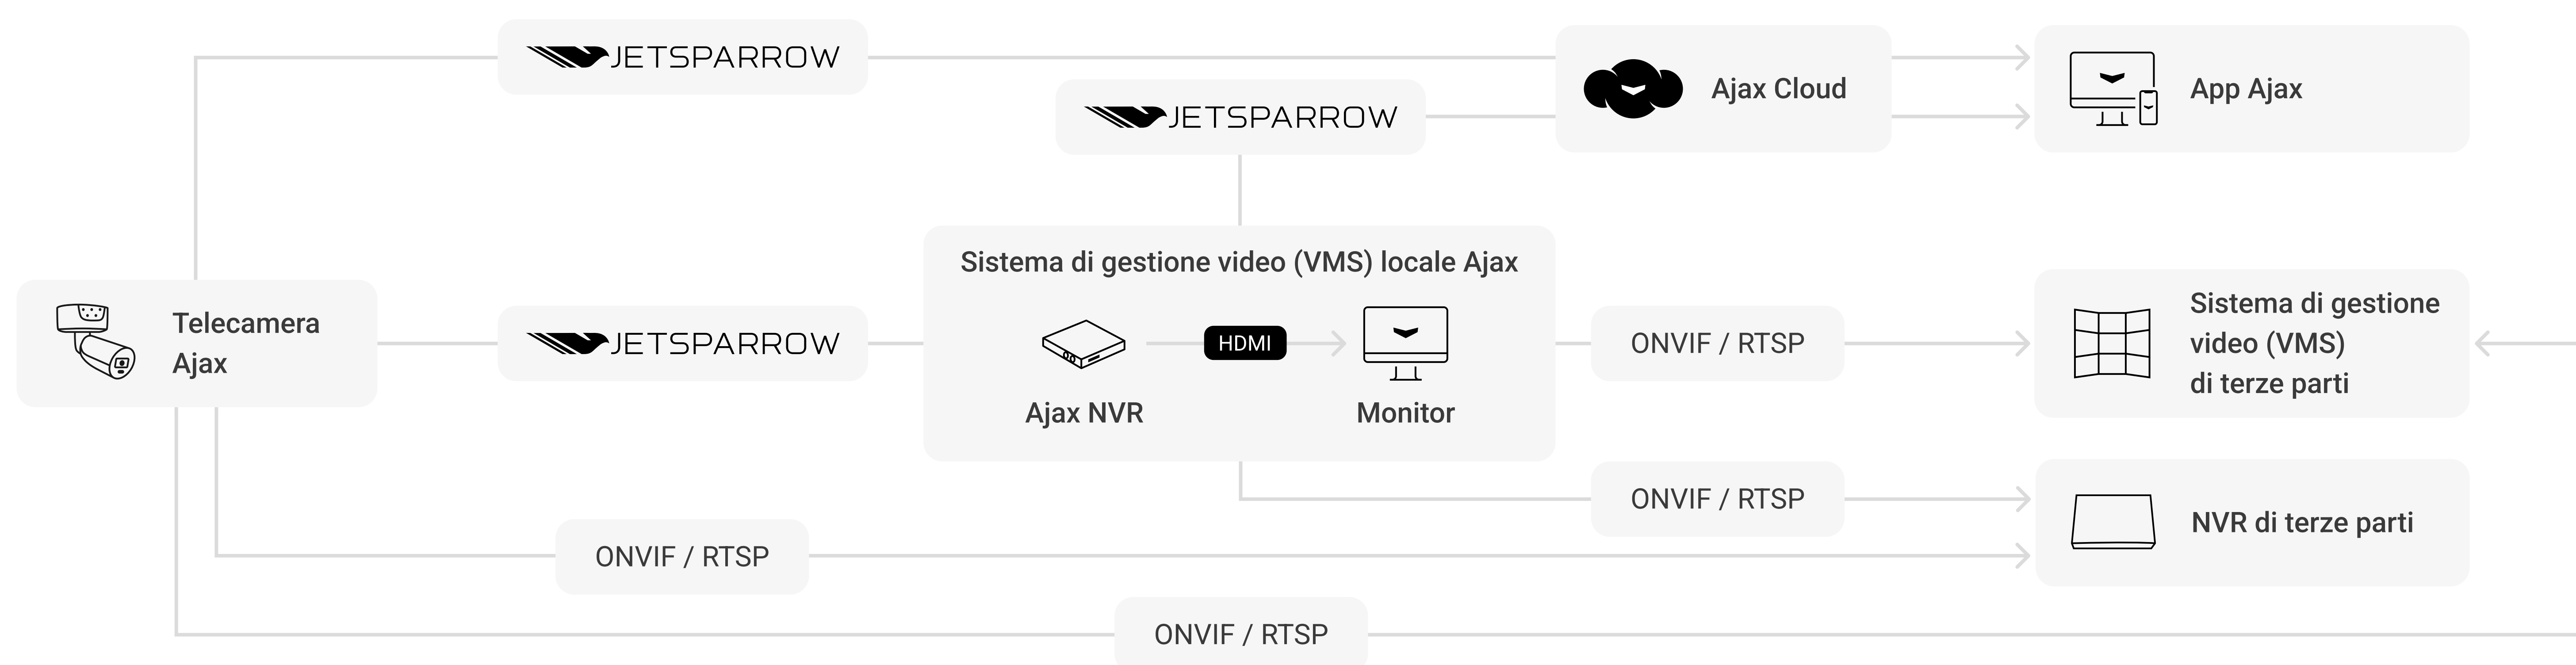 JETSPARROW
JETSPARROW
Ajax Cloud
App Ajax
Sistema di gestione video (VMS) locale Ajax
Telecamera
Ajax
JETSPARROW
HDMI
Ajax NVR
Monitor
ONVIF / RTSP
Sistema di gestione
video (VMS)
di terze parti
ONVIF / RTSP
NVR di terze parti
ONVIF / RTSP
ONVIF / RTSP